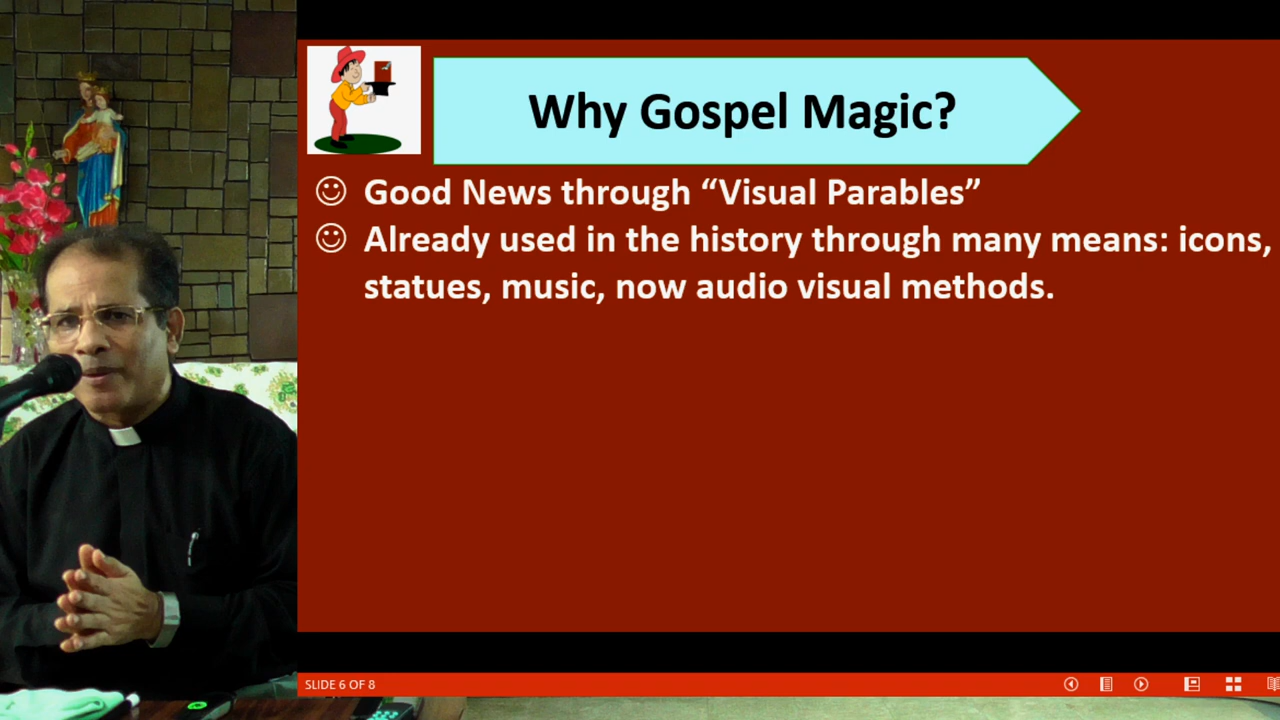 Why Gospel Magic?
Good News through “Visual Parables”
Already used in the history through many means: icons,
statues, music, now audio visual methods.
SLIDE 6 OF 8